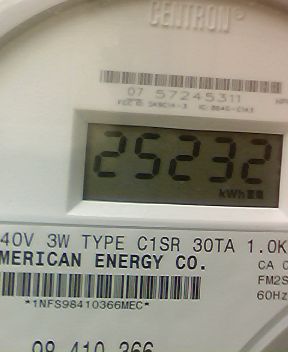 CENTRON
07 57245311
25232
kWh
40V 3W TYPE C1SR 30TA 1.0K
MERICAN ENERGY CO.
CA 0
FM2S
60Hz
*1NFS98410366MEC*
98 410 366